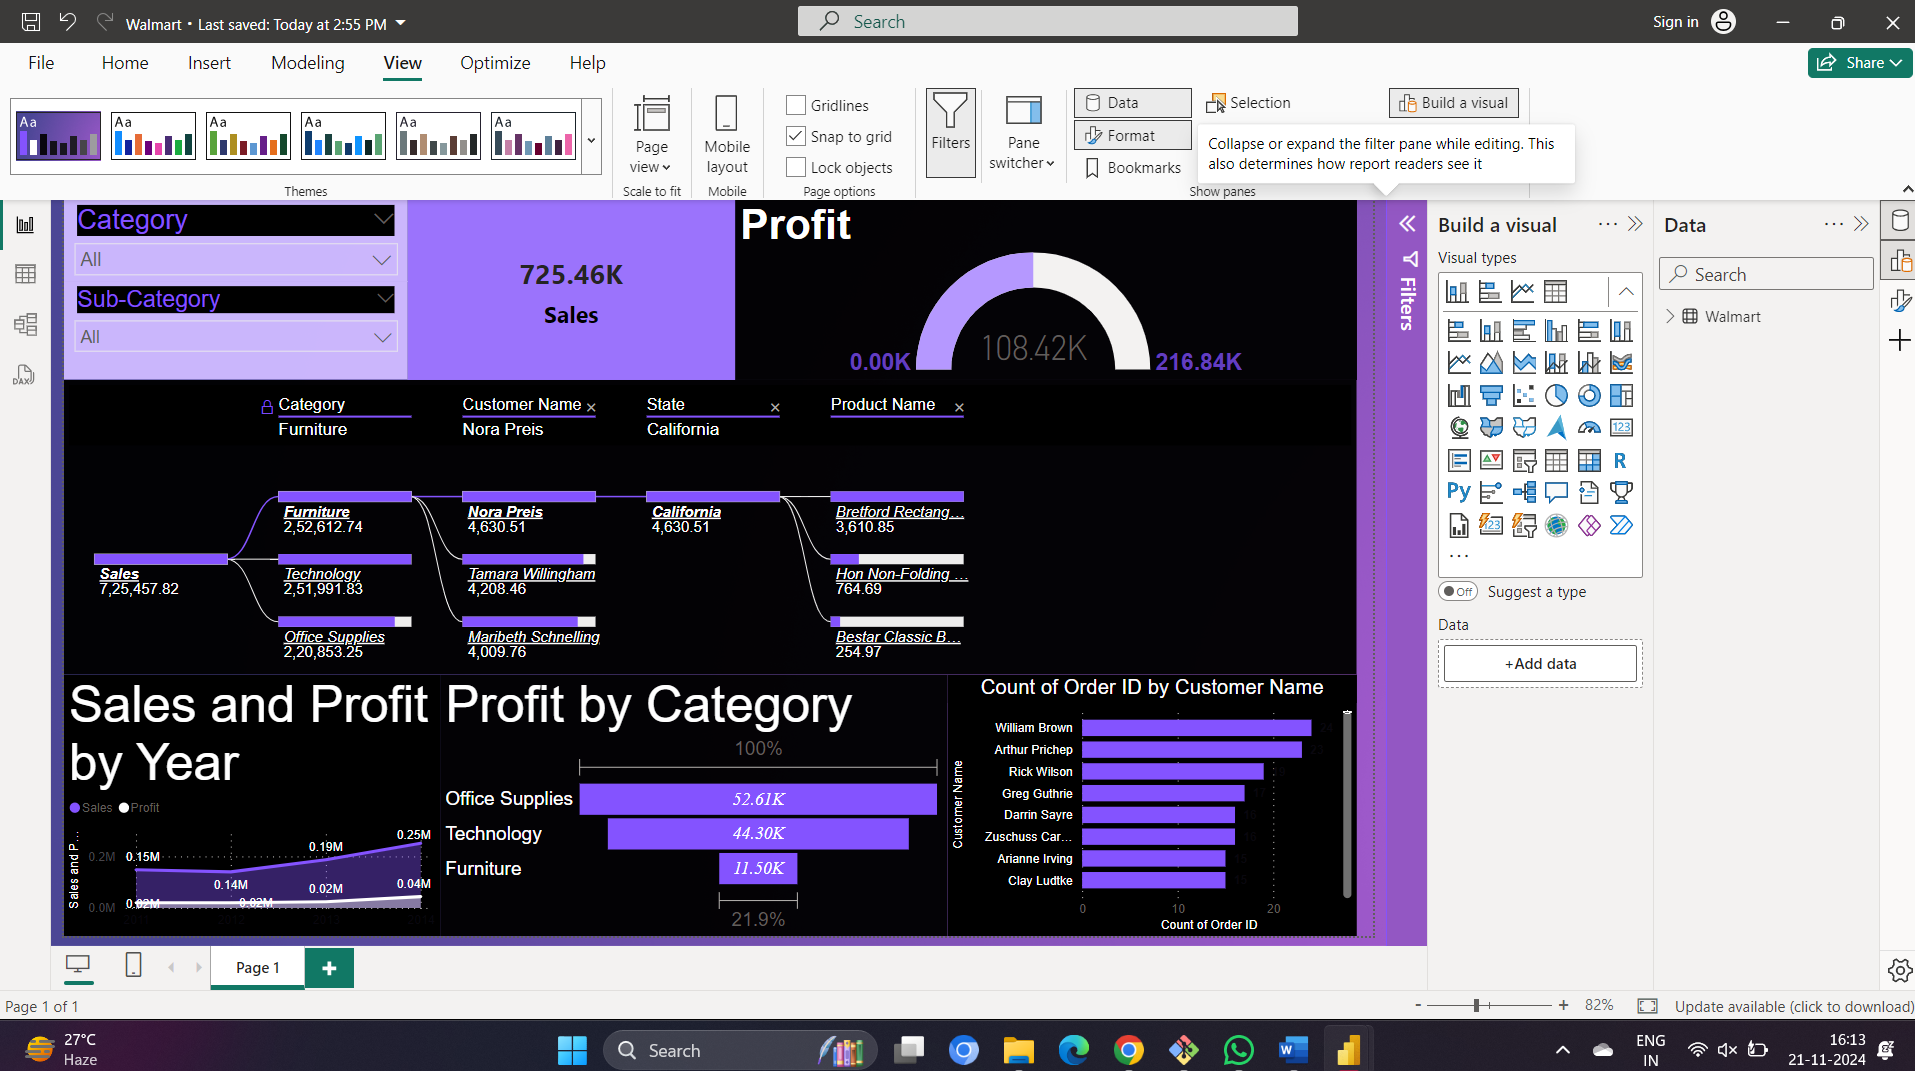 Walmart • Last saved: Today at 2:55 PM
Search
Sign in
File
Home
Insert
Modeling
View
Optimize
Help
Share
Aa
Aa
Aa
Aa
Aa
Aa
Themes
Page view
Scale to fit
Mobile layout
Mobile
Gridlines
Snap to grid
Lock objects
Page options
Filters
Pane switcher
Data
Format
Bookmarks
Selection
Build a visual
Show panes
Collapse or expand the filter pane while editing. This
also determines how report readers see it
DAX
Category
All
Sub-Category
All
725.46K
Sales
Profit
0.00K
108.42K
216.84K
Category
Furniture
Customer Name
Nora Preis
State
California
Product Name
Sales
7,25,457.82
Furniture
2,52,612.74
Technology
2,51,991.83
Office Supplies
2,20,853.25
Nora Preis
4,630.51
Tamara Willingham
4,208.46
Maribeth Schnelling
4,009.76
California
4,630.51
Bretford Rectang...
3,610.85
Hon Non-Folding ...
764.69
Bestar Classic B...
254.97
Sales and Profit
by Year
Sales
Profit
Sales and P...
0.2M
0.0M
0.15M
0.14M
0.19M
0.25M
0.02M
0.02M
0.02M
0.04M
Profit by Category
100%
Office Supplies
52.61K
Technology
44.30K
Furniture
11.50K
21.9%
Count of Order ID by Customer Name
Customer Name
William Brown
Arthur Prichep
Rick Wilson
Greg Guthrie
Darrin Sayre
Zuschuss Car...
Arianne Irving
Clay Ludtke
0
10
20
Count of Order ID
Filters
Build a visual
Visual types
123
R
Py
123
Off
Suggest a type
Data
+Add data
Data
Search
Walmart
Page 1
Page 1 of 1
- + 82%
Update available (click to download)
27°C
Haze
Search
W
ENG
IN
16:13
21-11-2024